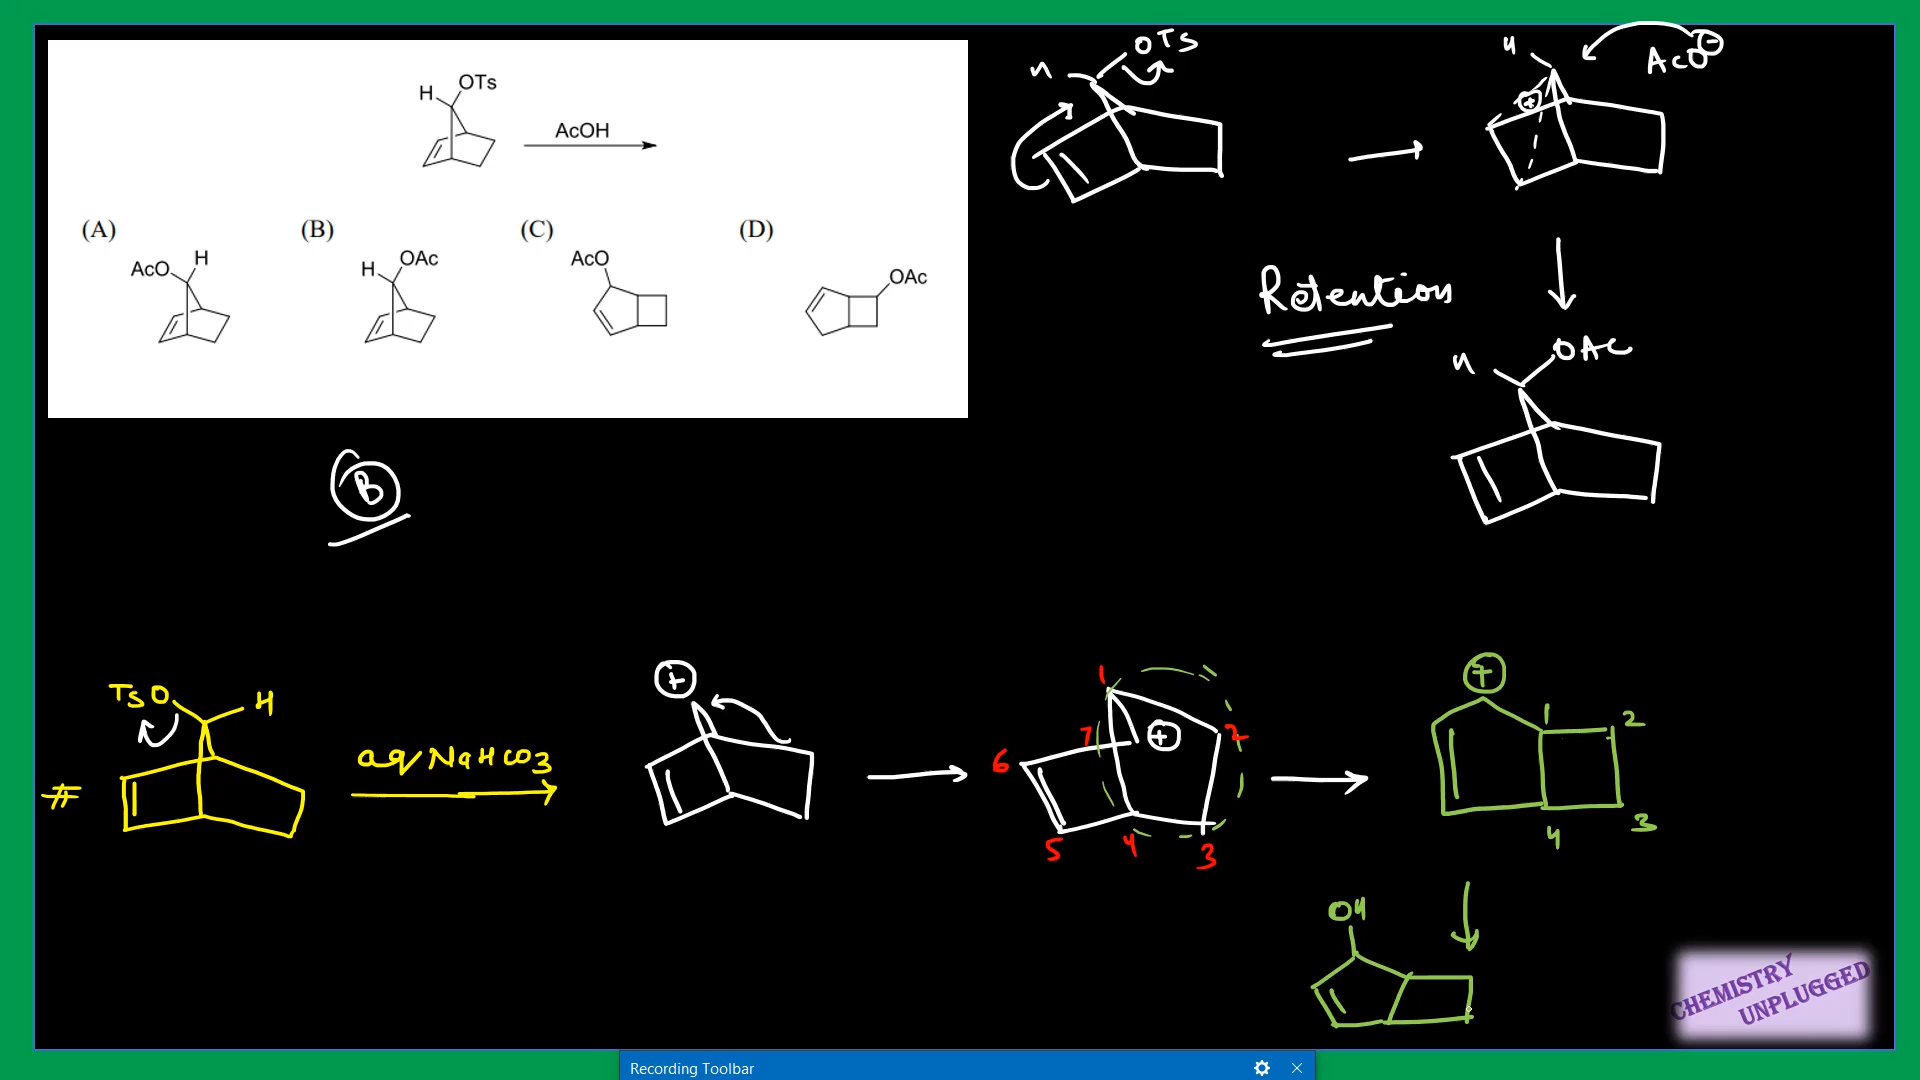 OTs
H
AcOH
(A)
(B)
(C)
(D)
AcO H
H OAc
AcO
OAc
OTs
H
H
AcO⊖
+
Retention
H OAc
B
TsO H
#
aq NaHCO3
+
1
2
3
4
5
6
7
+
+
1 2
4 3
OH
CHEMISTRY
UNPLUGGED
Recording Toolbar